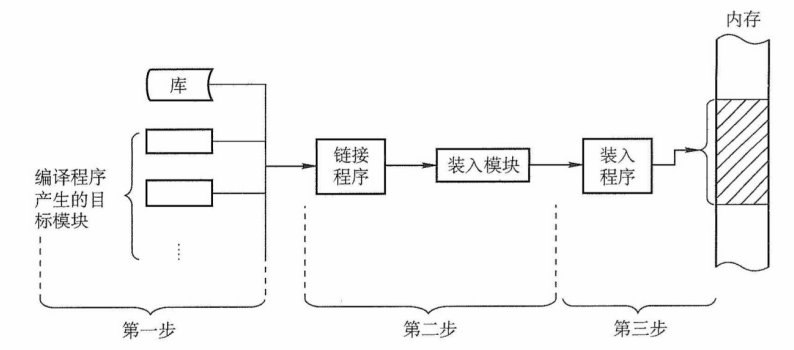 内存
库
编译程序
产生的目
标模块
链接
程序
装入模块
装入
程序
第一步
第二步
第三步